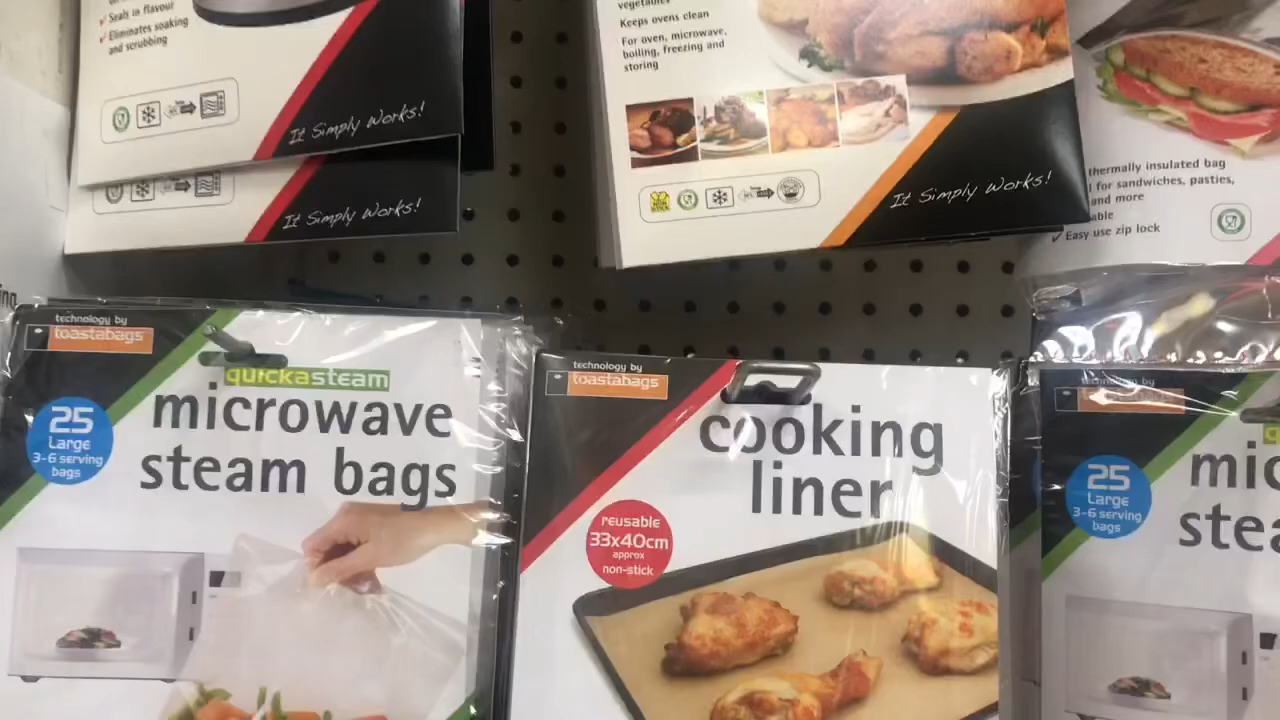 Seals in flavour
Eliminates soaking
and scrubbing
It Simply Works!
It Simply Works!
vegetables
Keeps ovens clean
For oven, microwave,
boiling, freezing and
storing
It Simply Works!
thermally insulated bag
for sandwiches, pasties,
and more
Easy use zip lock
technology by
toastabags
quickasteam
microwave
steam bags
25
Large
3-6 serving
bags
technology by
toastabags
cooking
liner
reusable
33x40cm
approx
non-stick
technology by
25
Large
3-6 serving
bags
mic
stea